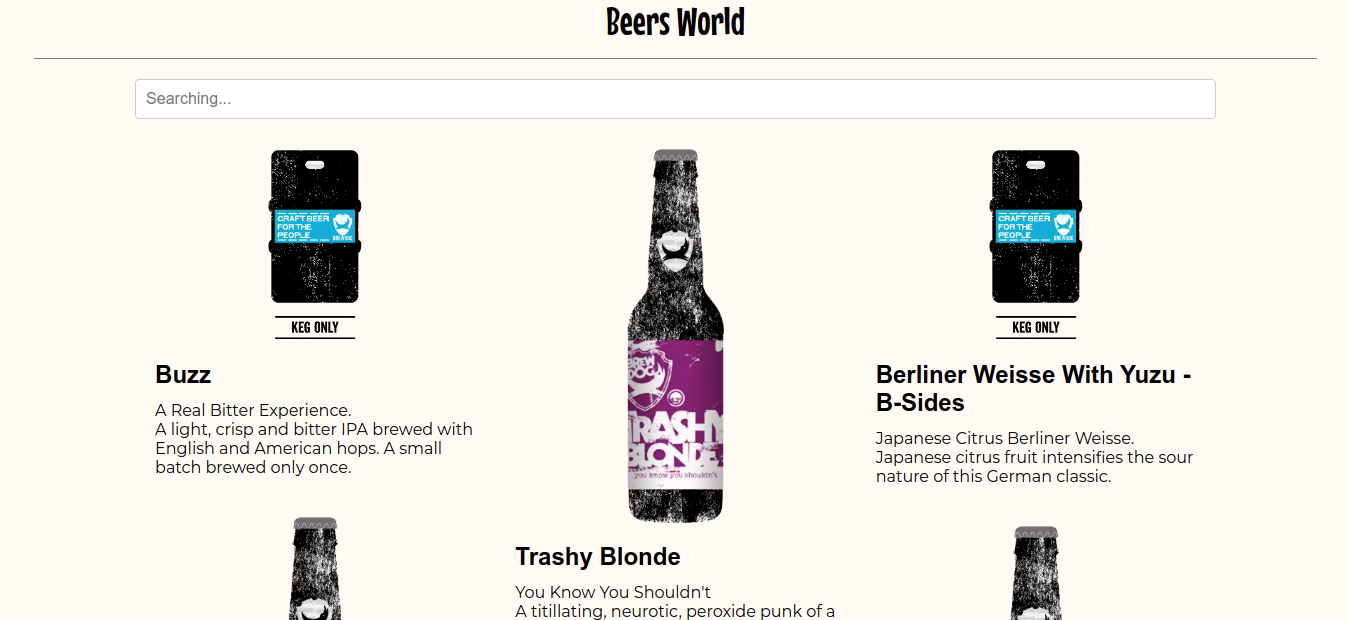 Beers World
Searching...
CRAFT BEER
FOR THE
PEOPLE
BREWDOG
KEG ONLY
Buzz
A Real Bitter Experience.
A light, crisp and bitter IPA brewed with
English and American hops. A small
batch brewed only once.
BREW
DOG
TRASHY
BLONDE
you know you shouldn't
Trashy Blonde
You Know You Shouldn't
A titillating, neurotic, peroxide punk of a
CRAFT BEER
FOR THE
PEOPLE
BREWDOG
KEG ONLY
Berliner Weisse With Yuzu -
B-Sides
Japanese Citrus Berliner Weisse.
Japanese citrus fruit intensifies the sour
nature of this German classic.